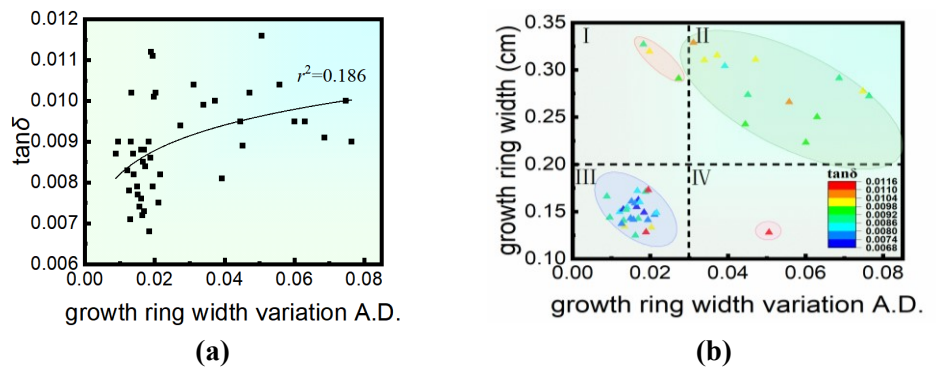 0.012
0.011
0.010
0.009
0.008
0.007
0.006
tanδ
r²=0.186
0.00 0.02 0.04 0.06 0.08
growth ring width variation A.D.
(a)
0.35
0.30
0.25
0.20
0.15
0.10
growth ring width (cm)
I II
III IV
tanδ
0.0116
0.0110
0.0104
0.0098
0.0092
0.0086
0.0080
0.0074
0.0068
0.00 0.02 0.04 0.06 0.08
growth ring width variation A.D.
(b)